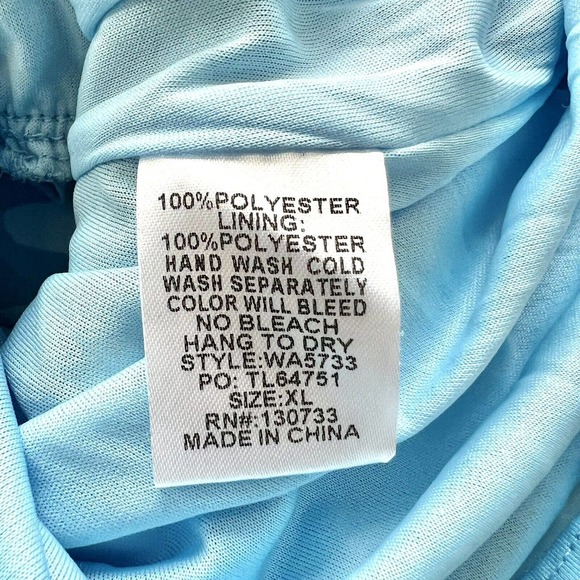 100%POLYESTER
LINING:
100%POLYESTER
HAND WASH COLD
WASH SEPARATELY
COLOR WILL BLEED
NO BLEACH
HANG TO DRY
STYLE:WA5733
PO: TL64751
SIZE:XL
RN#:130733
MADE IN CHINA